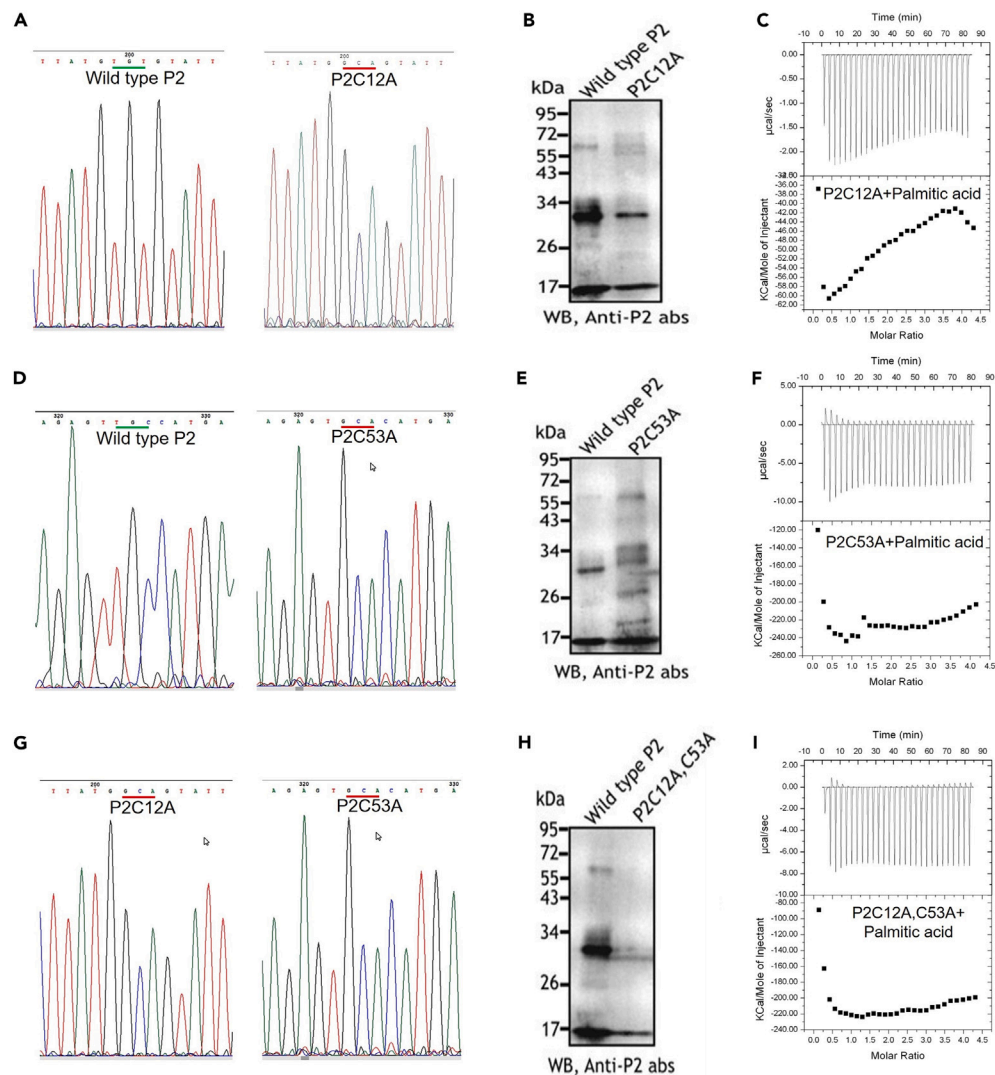 A
200
T T A T G T G T G T A T T
Wild type P2
200
T T A T G G C A G T A T T
P2C12A
B
Wild type P2
P2C12A
kDa
95
72
55
43
34
26
17
WB, Anti-P2 abs
C
Time (min)
-10 0 10 20 30 40 50 60 70 80 90
0.00
-0.50
-1.00
-1.50
-2.00
µcal/sec
-36.00
-38.00
-40.00
-42.00
-44.00
-46.00
-48.00
-50.00
-52.00
-54.00
-56.00
-58.00
-60.00
-62.00
KCal/Mole of Injectant
P2C12A+Palmitic acid
0.0 0.5 1.0 1.5 2.0 2.5 3.0 3.5 4.0 4.5
Molar Ratio
D
320 330
A G A G T T G C C A T G A
Wild type P2
320 330
A G A G T G C A C A T G A
P2C53A
E
Wild type P2
P2C53A
kDa
95
72
55
43
34
26
17
WB, Anti-P2 abs
F
Time (min)
-10 0 10 20 30 40 50 60 70 80 90
5.00
0.00
-5.00
-10.00
µcal/sec
-120.00
-140.00
-160.00
-180.00
-200.00
-220.00
-240.00
-260.00
KCal/Mole of Injectant
P2C53A+Palmitic acid
0.0 0.5 1.0 1.5 2.0 2.5 3.0 3.5 4.0 4.5
Molar Ratio
G
200
T T A T G G C A G T A T T
P2C12A
320 330
A G A G T G C A C A T G A
P2C53A
H
Wild type P2
P2C12A,C53A
kDa
95
72
55
43
34
26
17
WB, Anti-P2 abs
I
Time (min)
-10 0 10 20 30 40 50 60 70 80 90
2.00
0.00
-2.00
-4.00
-6.00
-8.00
-10.00
µcal/sec
-80.00
-100.00
-120.00
-140.00
-160.00
-180.00
-200.00
-220.00
-240.00
KCal/Mole of Injectant
P2C12A,C53A+
Palmitic acid
0.0 0.5 1.0 1.5 2.0 2.5 3.0 3.5 4.0 4.5
Molar Ratio